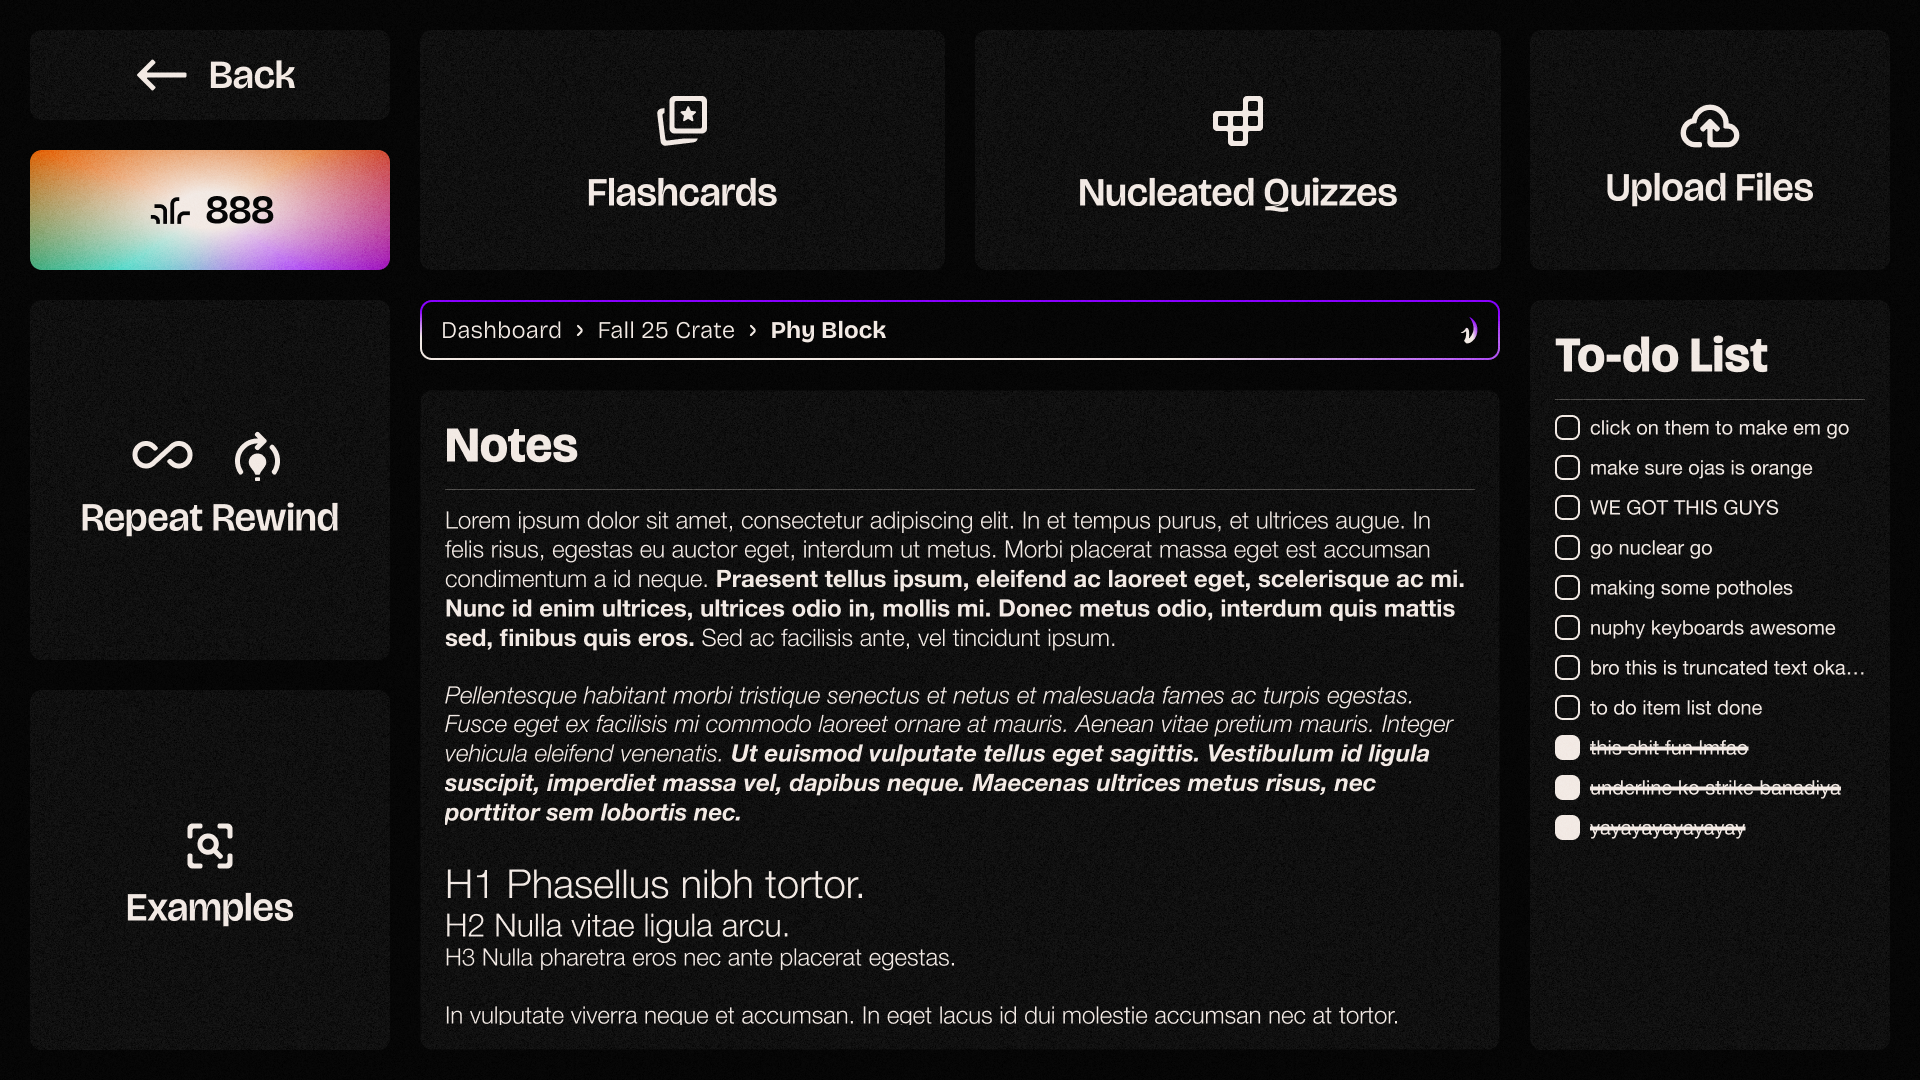 Back
888
Repeat Rewind
Examples
Flashcards
Nucleated Quizzes
Upload Files
Dashboard › Fall 25 Crate › Phy Block
Notes
Lorem ipsum dolor sit amet, consectetur adipiscing elit. In et tempus purus, et ultrices augue. In
felis risus, egestas eu auctor eget, interdum ut metus. Morbi placerat massa eget est accumsan
condimentum a id neque. Praesent tellus ipsum, eleifend ac laoreet eget, scelerisque ac mi.
Nunc id enim ultrices, ultrices odio in, mollis mi. Donec metus odio, interdum quis mattis
sed, finibus quis eros. Sed ac facilisis ante, vel tincidunt ipsum.
Pellentesque habitant morbi tristique senectus et netus et malesuada fames ac turpis egestas.
Fusce eget ex facilisis mi commodo laoreet ornare at mauris. Aenean vitae pretium mauris. Integer
vehicula eleifend venenatis. Ut euismod vulputate tellus eget sagittis. Vestibulum id ligula
suscipit, imperdiet massa vel, dapibus neque. Maecenas ultrices metus risus, nec
porttitor sem lobortis nec.
H1 Phasellus nibh tortor.
H2 Nulla vitae ligula arcu.
H3 Nulla pharetra eros nec ante placerat egestas.
In vulputate viverra neque et accumsan. In eget lacus id dui molestie accumsan nec at tortor.
To-do List
click on them to make em go
make sure ojas is orange
WE GOT THIS GUYS
go nuclear go
making some potholes
nuphy keyboards awesome
bro this is truncated text oka...
to do item list done
this shit fun lmfao
underline ko strike banadiya
yayayayayayayay